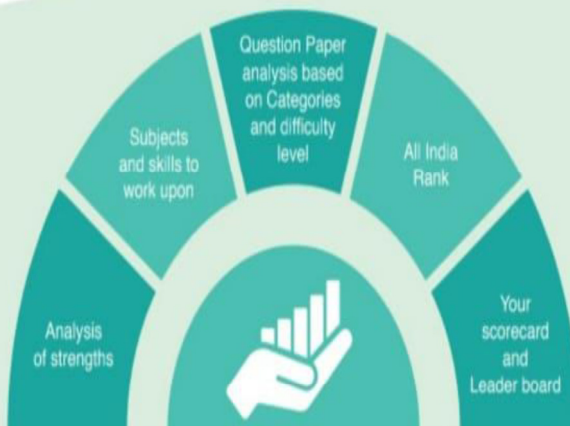 Analysis
of strengths
Subjects
and skills to
work upon
Question Paper
analysis based
on Categories
and difficulty
level
All India
Rank
Your
scorecard
and
Leader board